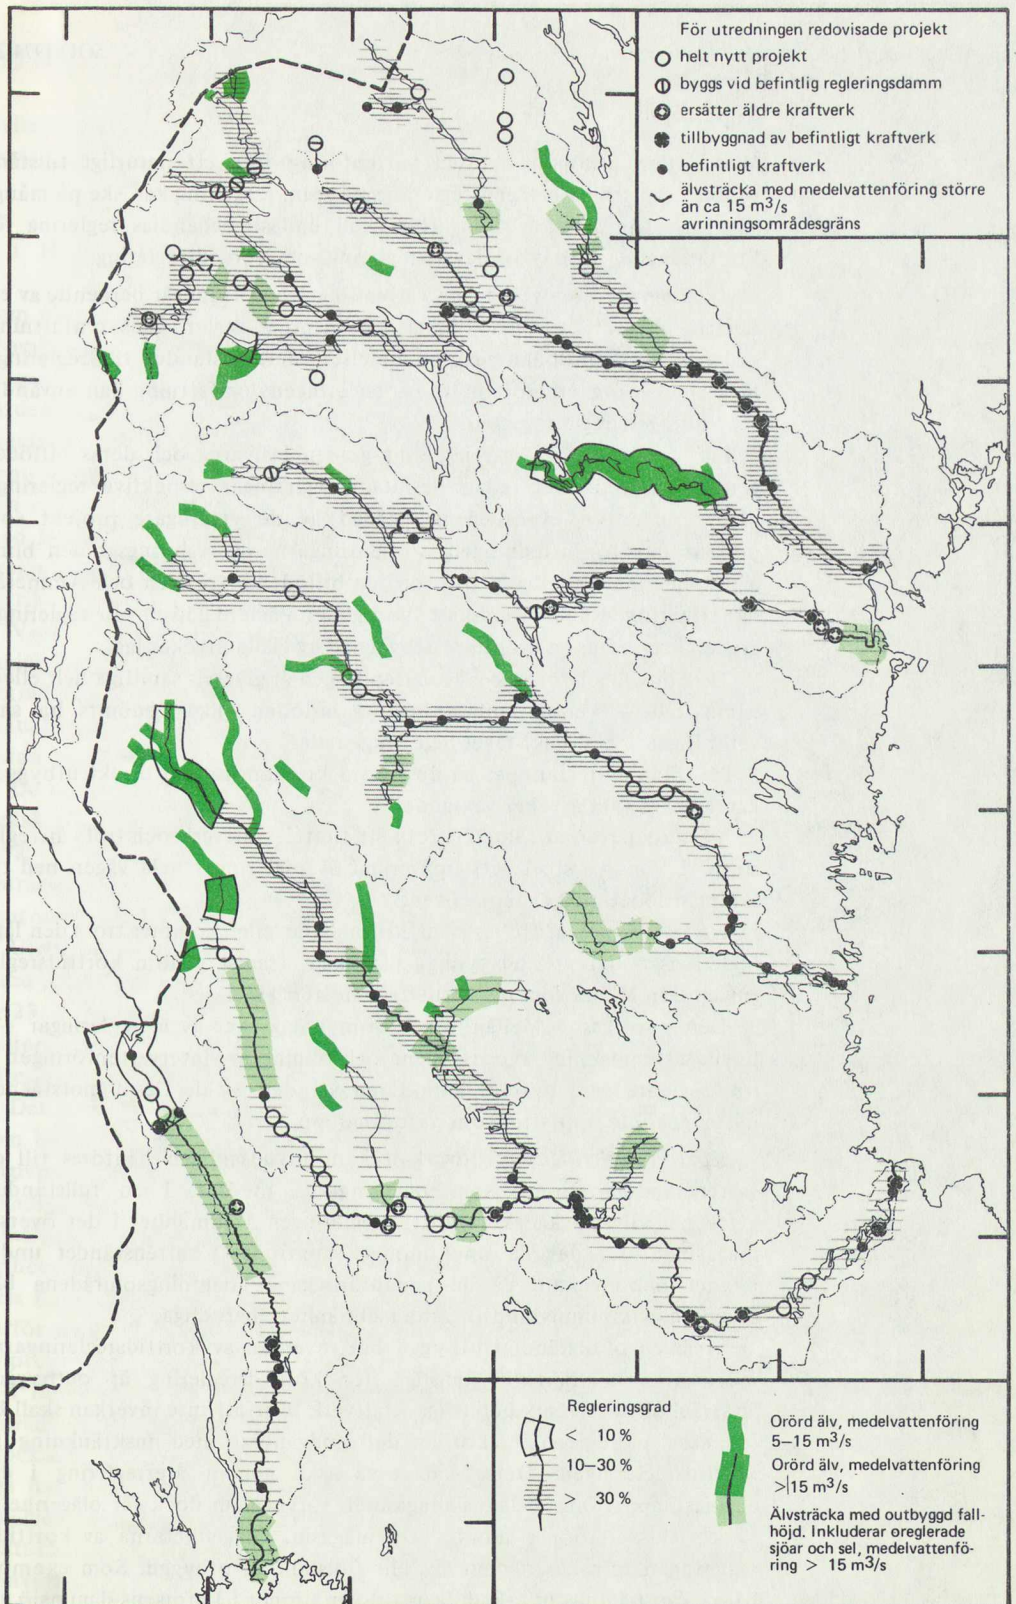 För utredningen redovisade projekt
helt nytt projekt
byggs vid befintlig regleringsdamm
ersätter äldre kraftverk
tillbyggnad av befintligt kraftverk
befintligt kraftverk
älvsträcka med medelvattenföring större
än ca 15 m³/s
avrinningsområdesgräns
Regleringsgrad
< 10 %
10–30 %
> 30 %
Orörd älv, medelvattenföring
5–15 m³/s
Orörd älv, medelvattenföring
>15 m³/s
Älvsträcka med outbyggd fall-
höjd. Inkluderar oreglerade
sjöar och sel, medelvattenfö-
ring > 15 m³/s